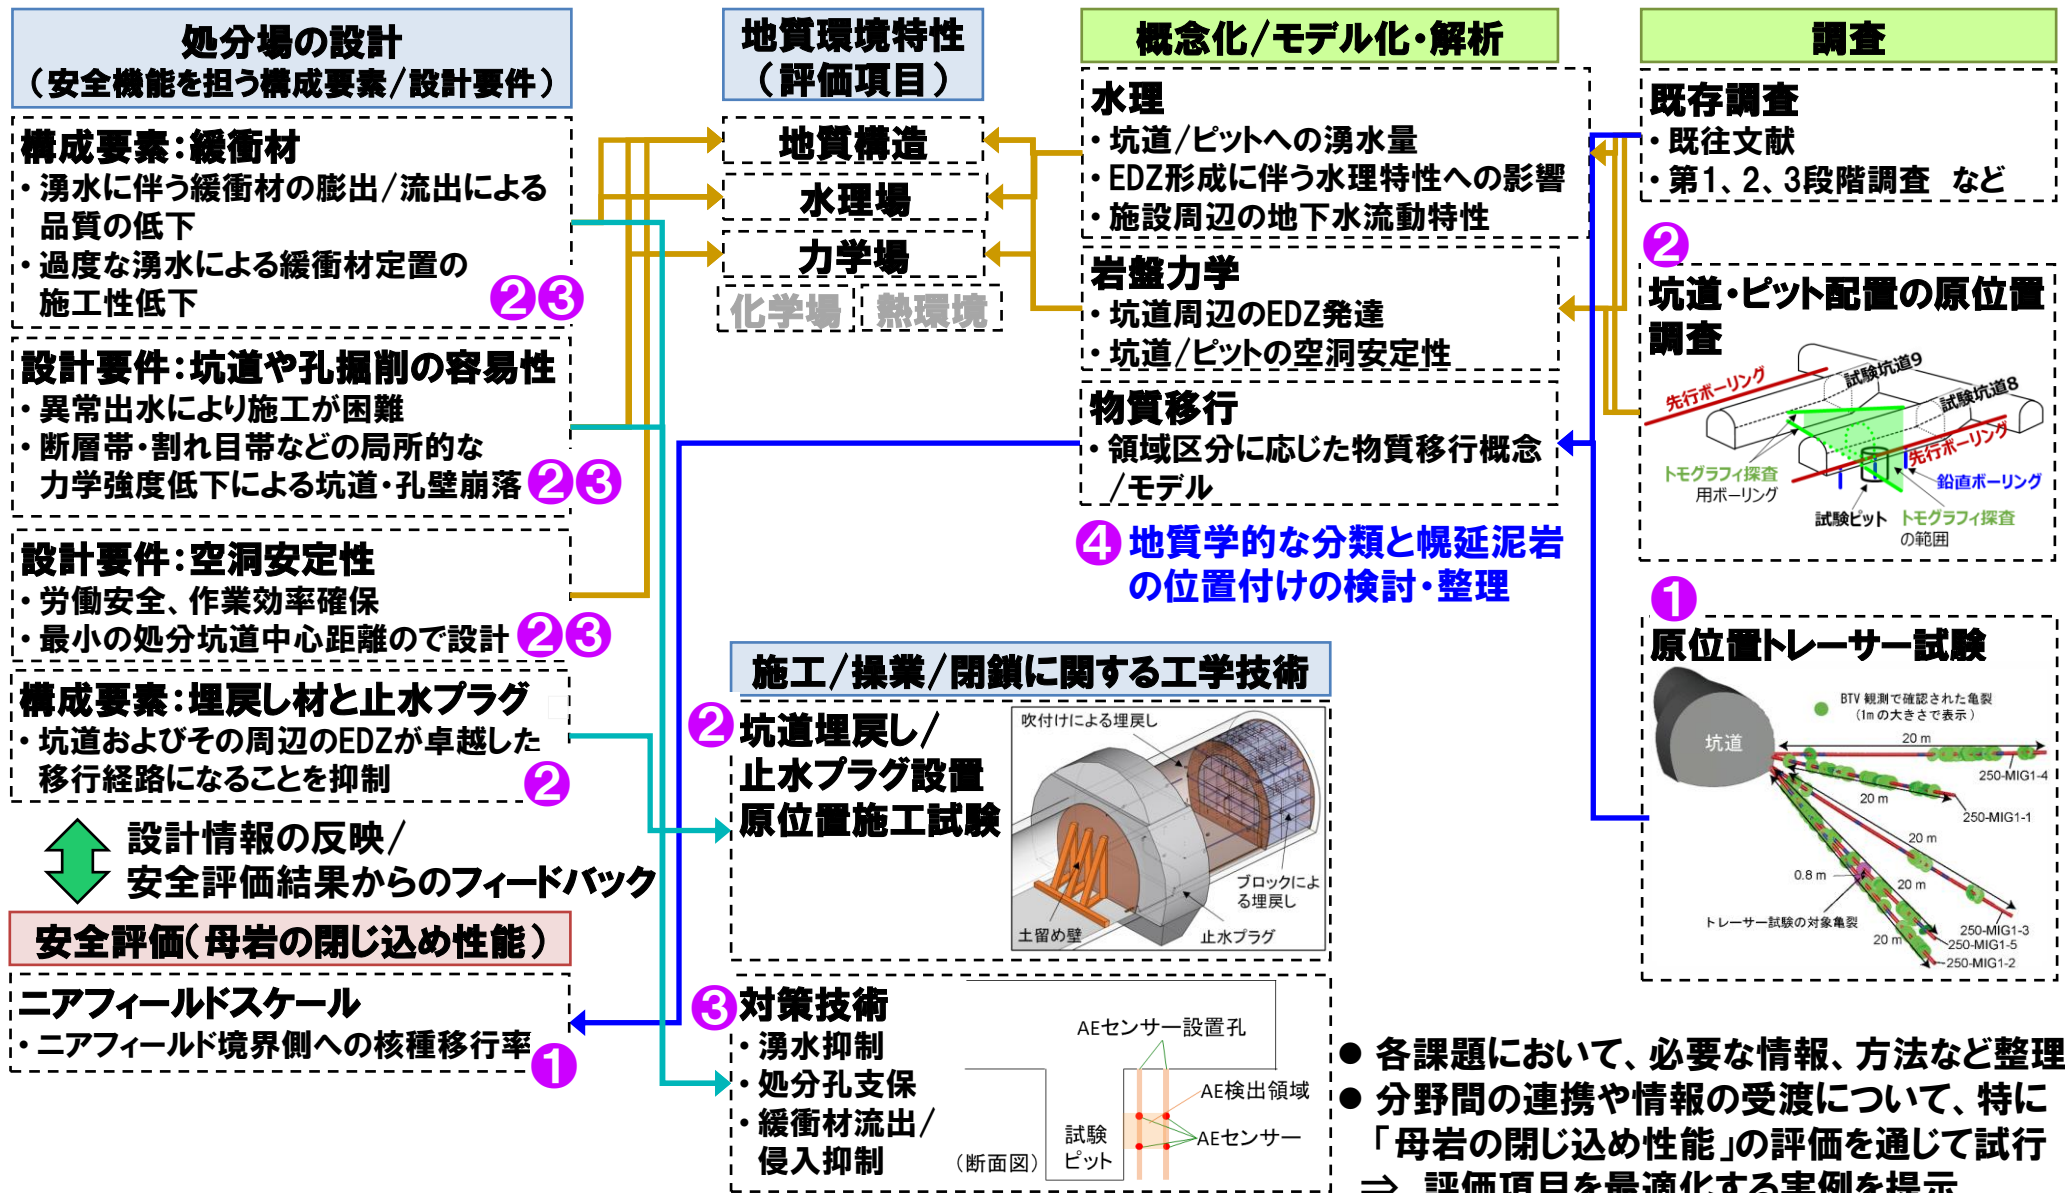 処分場の設計
（安全機能を担う構成要素/設計要件）
構成要素：緩衝材
・湧水に伴う緩衝材の膨出/流出による
品質の低下
・過度な湧水による緩衝材定置の
施工性低下
❷❸
設計要件：坑道や孔掘削の容易性
・異常出水により施工が困難
・断層帯・割れ目帯などの局所的な
力学強度低下による坑道・孔壁崩落❷❸
設計要件：空洞安定性
・労働安全、作業効率確保
・最小の処分坑道中心距離ので設計❷❸
構成要素：埋戻し材と止水プラグ
・坑道およびその周辺のEDZが卓越した
移行経路になることを抑制
❷
設計情報の反映/
安全評価結果からのフィードバック
安全評価（母岩の閉じ込め性能）
ニアフィールドスケール
・ニアフィールド境界側への核種移行率
❶
地質環境特性
（評価項目）
地質構造
水理場
力学場
化学場
熱環境
概念化/モデル化・解析
水理
・坑道/ピットへの湧水量
・EDZ形成に伴う水理特性への影響
・施設周辺の地下水流動特性
岩盤力学
・坑道周辺のEDZ発達
・坑道/ピットの空洞安定性
物質移行
・領域区分に応じた物質移行概念
/モデル
❹地質学的な分類と幌延泥岩
の位置付けの検討・整理
施工/操業/閉鎖に関する工学技術
❷坑道埋戻し/
止水プラグ設置
原位置施工試験
吹付けによる埋戻し
ブロックによ
る埋戻し
土留め壁
止水プラグ
❸対策技術
・湧水抑制
・処分孔支保
・緩衝材流出/
侵入抑制
AEセンサー設置孔
AE検出領域
AEセンサー
試験
ピット
（断面図）
調査
既存調査
・既往文献
・第1、2、3段階調査　など
❷
坑道・ピット配置の原位置
調査
先行ボーリング
試験坑道9
試験坑道8
先行ボーリング
トモグラフィ探査
用ボーリング
鉛直ボーリング
試験ピット
トモグラフィ探査
の範囲
❶
原位置トレーサー試験
BTV 観測で確認された亀裂
（1mの大きさで表示）
坑道
20 m
250-MIG1-4
20 m
250-MIG1-1
20 m
0.8 m
20 m
トレーサー試験の対象亀裂
250-MIG1-3
20 m
250-MIG1-5
250-MIG1-2
● 各課題において、必要な情報、方法など整理
● 分野間の連携や情報の受渡について、特に
「母岩の閉じ込め性能」の評価を通じて試行
⇒ 評価項目を最適化する実例を提示